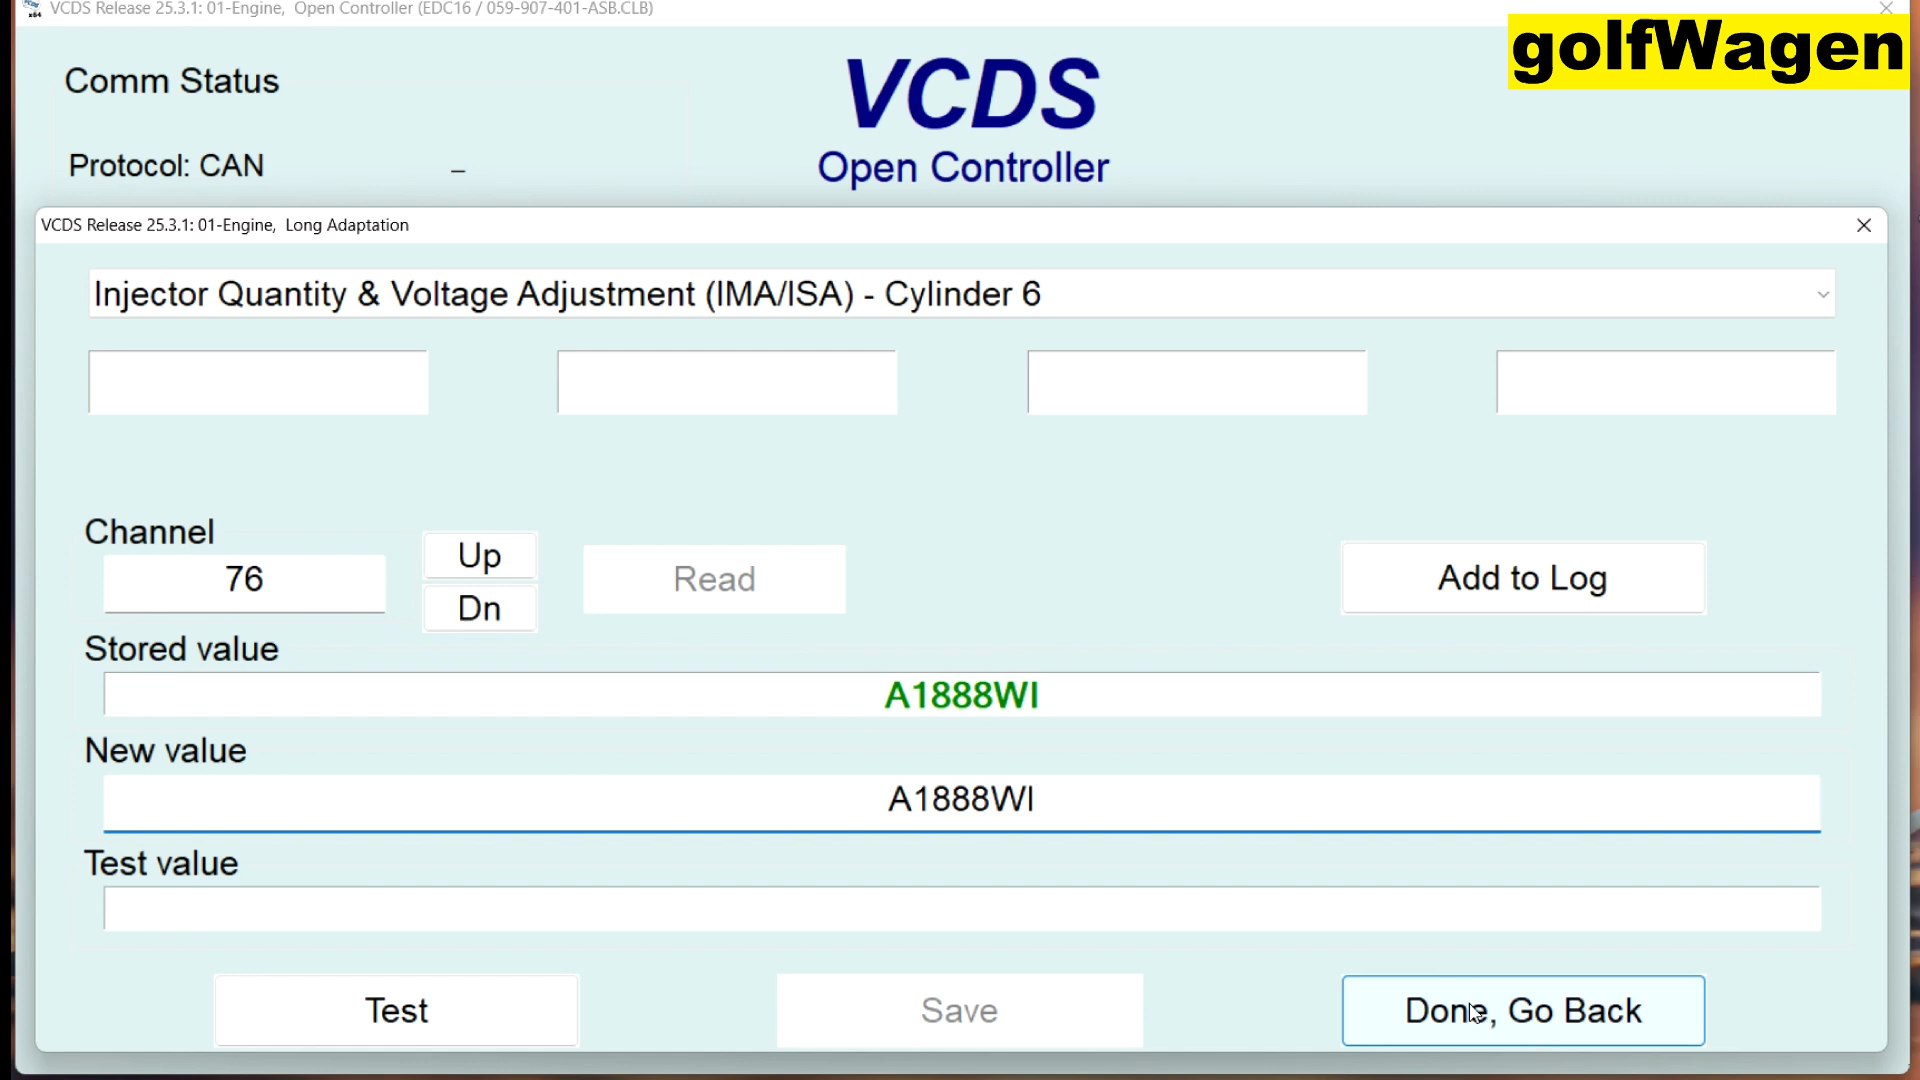 VCDS Release 25.3.1: 01-Engine, Open Controller (EDC16 / 059-907-401-ASB.CLB)
golfWagen
Comm Status
VCDS
Protocol: CAN –
Open Controller
VCDS Release 25.3.1: 01-Engine, Long Adaptation
Injector Quantity & Voltage Adjustment (IMA/ISA) - Cylinder 6
Channel
76
Up
Dn
Read
Add to Log
Stored value
A1888WI
New value
A1888WI
Test value
Test
Save
Done, Go Back